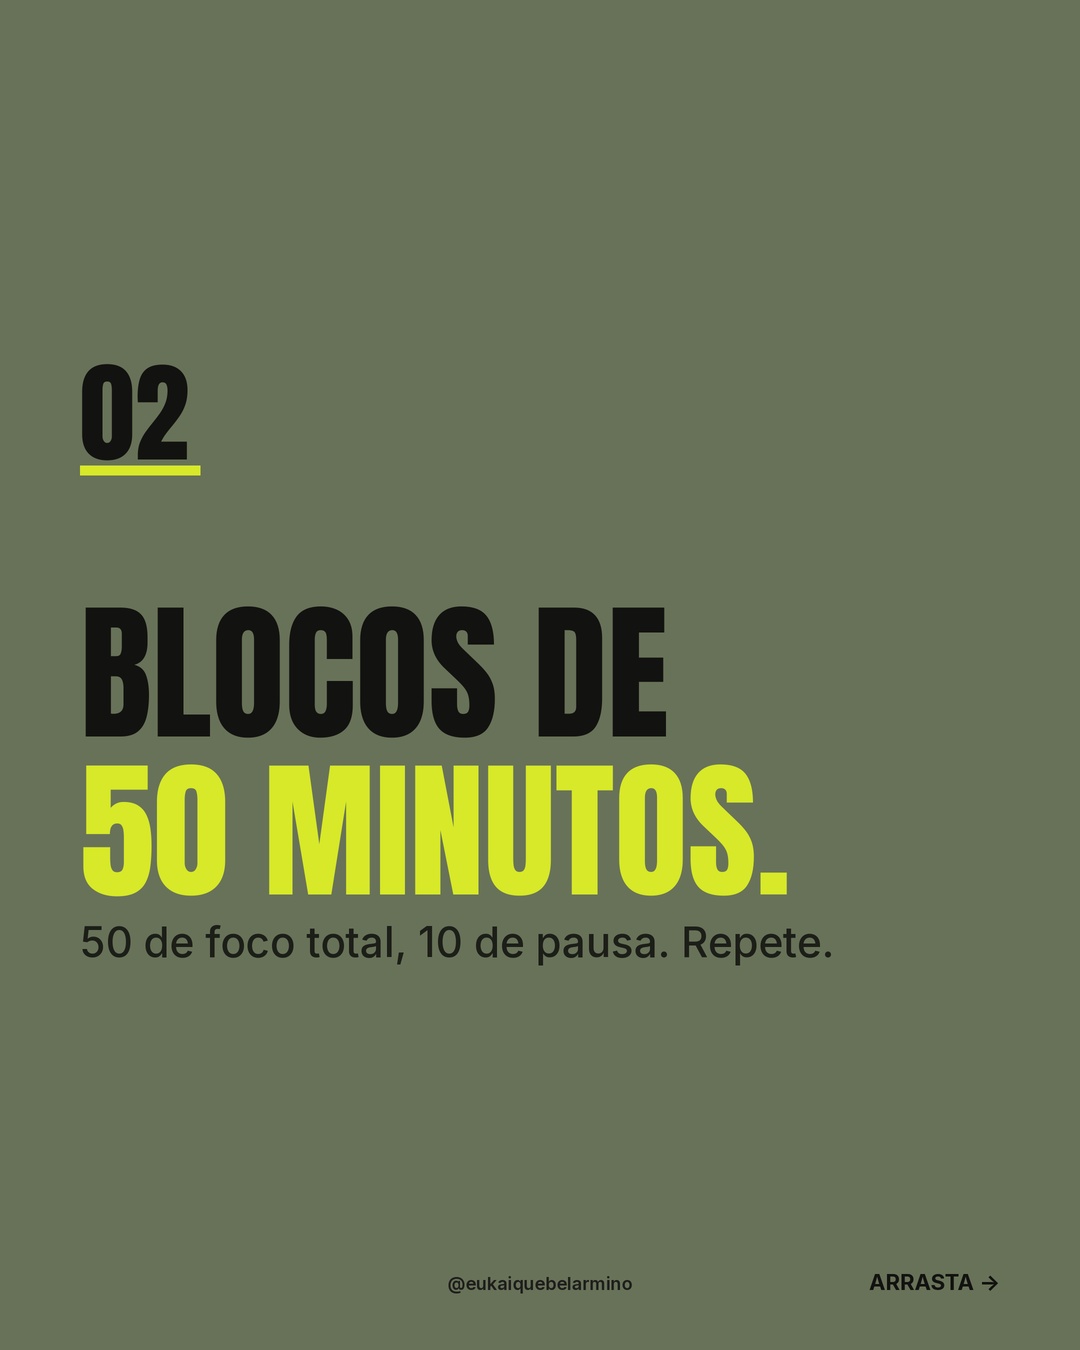 02
BLOCOS DE
50 MINUTOS.
50 de foco total, 10 de pausa. Repete.
@eukaiquebelarmino
ARRASTA →